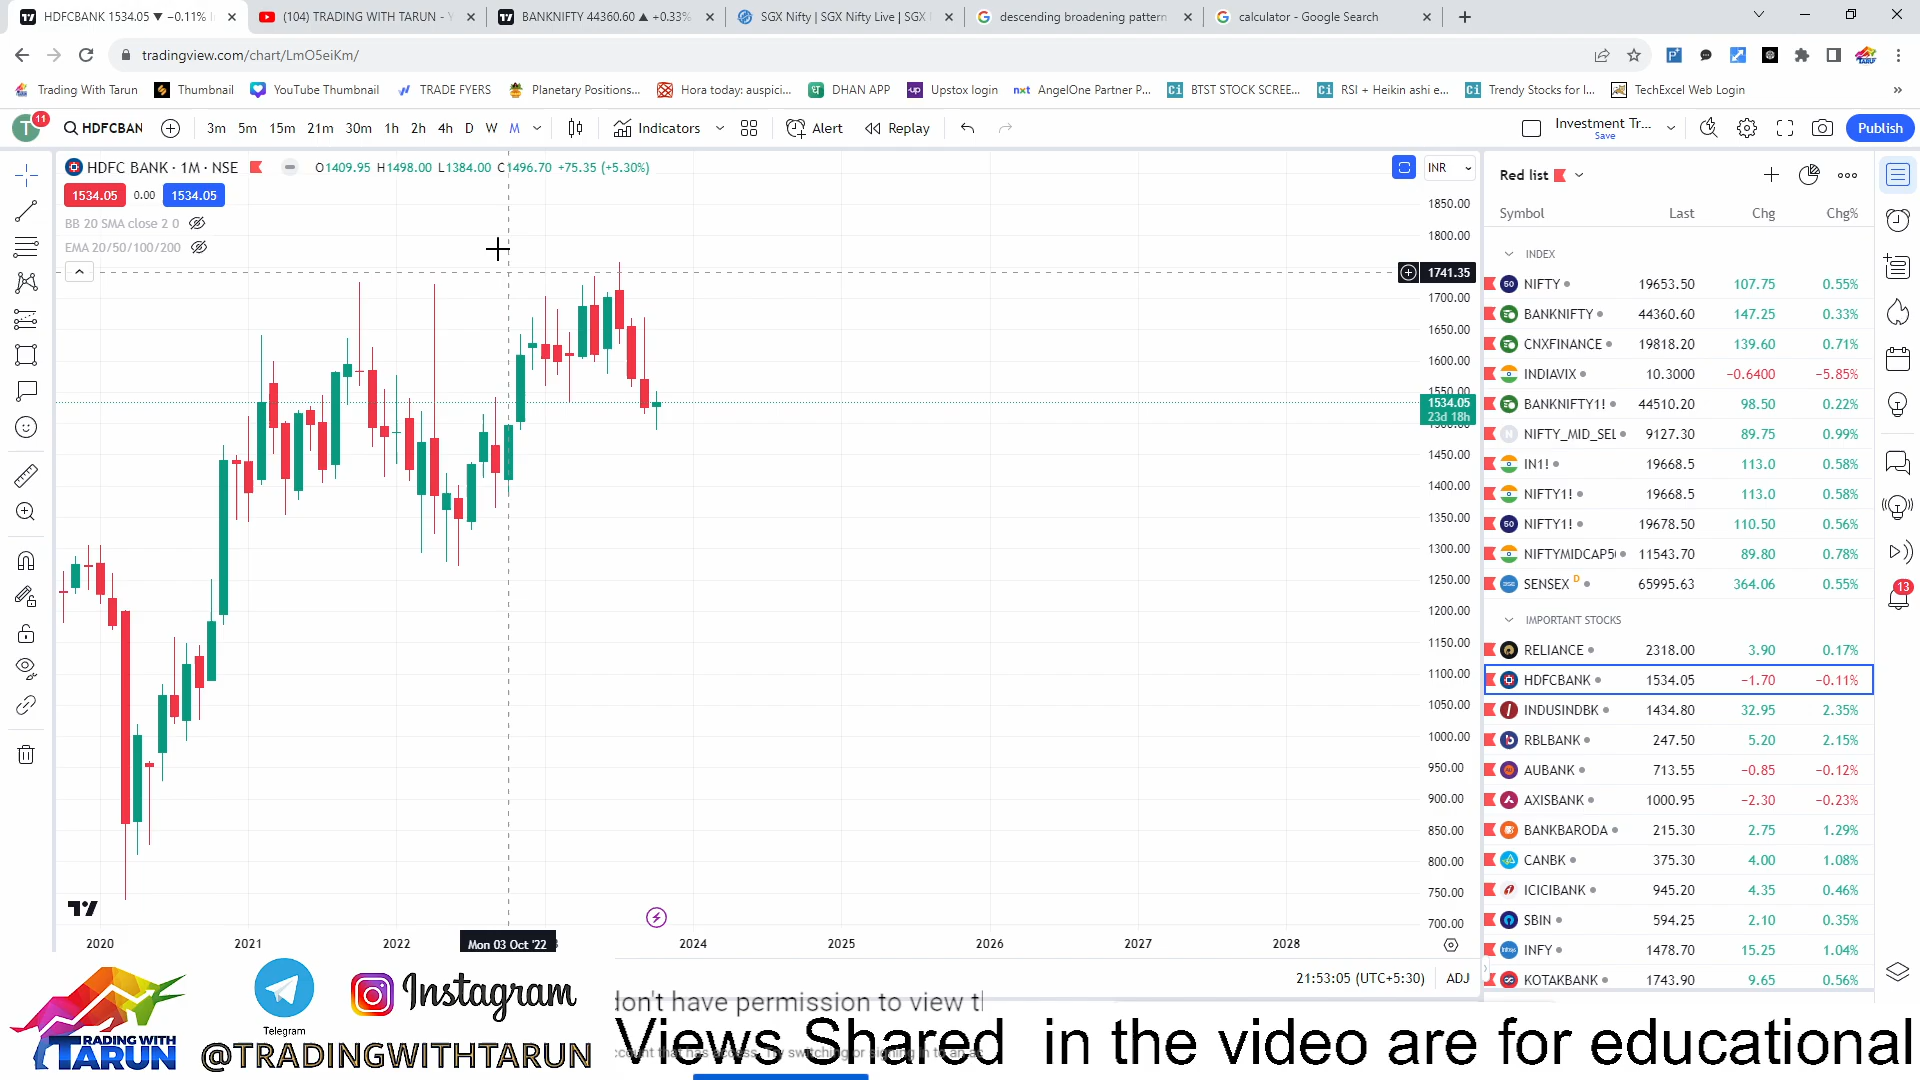 HDFCBANK 1534.05 ▼ −0.11%
(104) TRADING WITH TARUN -
BANKNIFTY 44360.60 ▲ +0.33%
SGX Nifty | SGX Nifty Live | SGX
descending broadening pattern
calculator - Google Search
tradingview.com/chart/LmO5eiKm/
Trading With Tarun
Thumbnail
YouTube Thumbnail
TRADE FYERS
Planetary Positions...
Hora today: auspici...
DHAN APP
Upstox login
AngelOne Partner P...
BTST STOCK SCREE...
RSI + Heikin ashi e...
Trendy Stocks for I...
TechExcel Web Login
T 11
HDFCBAN
3m 5m 15m 21m 30m 1h 2h 4h D W M
Indicators
Alert
Replay
Investment Tr...
Save
Publish
HDFC BANK · 1M · NSE
O1409.95 H1498.00 L1384.00 C1496.70 +75.35 (+5.30%)
INR
1534.05 0.00 1534.05
BB 20 SMA close 2 0
EMA 20/50/100/200
1850.00
1800.00
1741.35
1700.00
1650.00
1600.00
1550.00
1534.05
23d 18h
1450.00
1400.00
1350.00
1300.00
1250.00
1200.00
1150.00
1100.00
1050.00
1000.00
950.00
900.00
850.00
800.00
750.00
700.00
2020 2021 2022 Mon 03 Oct '22 2024 2025 2026 2027 2028
21:53:05 (UTC+5:30) ADJ
Red list
Symbol Last Chg Chg%
INDEX
NIFTY 19653.50 107.75 0.55%
BANKNIFTY 44360.60 147.25 0.33%
CNXFINANCE 19818.20 139.60 0.71%
INDIAVIX 10.3000 −0.6400 −5.85%
BANKNIFTY1! 44510.20 98.50 0.22%
NIFTY_MID_SEL 9127.30 89.75 0.99%
IN1! 19668.5 113.0 0.58%
NIFTY1! 19668.5 113.0 0.58%
NIFTY1! 19678.50 110.50 0.56%
NIFTYMIDCAP5 11543.70 89.80 0.78%
SENSEX D 65995.63 364.06 0.55%
IMPORTANT STOCKS
RELIANCE 2318.00 3.90 0.17%
HDFCBANK 1534.05 −1.70 −0.11%
INDUSINDBK 1434.80 32.95 2.35%
RBLBANK 247.50 5.20 2.15%
AUBANK 713.55 −0.85 −0.12%
AXISBANK 1000.95 −2.30 −0.23%
BANKBARODA 215.30 2.75 1.29%
CANBK 375.30 4.00 1.08%
ICICIBANK 945.20 4.35 0.46%
SBIN 594.25 2.10 0.35%
INFY 1478.70 15.25 1.04%
KOTAKBANK 1743.90 9.65 0.56%
13
TRADING WITH
TARUN
Telegram
Instagram
@TRADINGWITHTARUN
don't have permission to view
Views Shared in the video are for educational